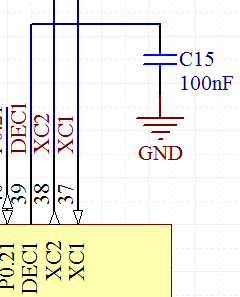 C15
100nF
GND
DEC1
XC2
XC1
39
38
37
P0.21
DEC1
XC2
XC1